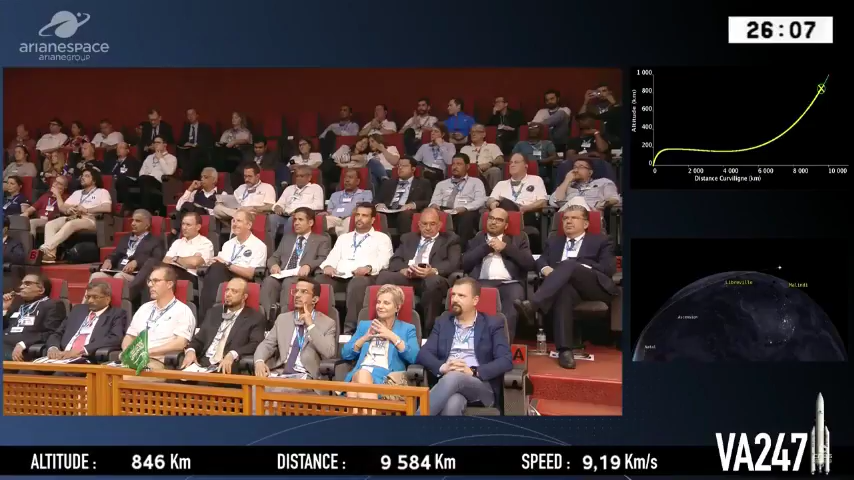 arianespace
arianegroup
26:07
1 000
800
600
400
200
0
Altitude (km)
0
2 000
4 000
6 000
8 000
10 000
Distance Curviligne (km)
Libreville
Malindi
Ascension
Natal
A
ALTITUDE : 846 Km
DISTANCE : 9 584 Km
SPEED : 9,19 Km/s
VA247